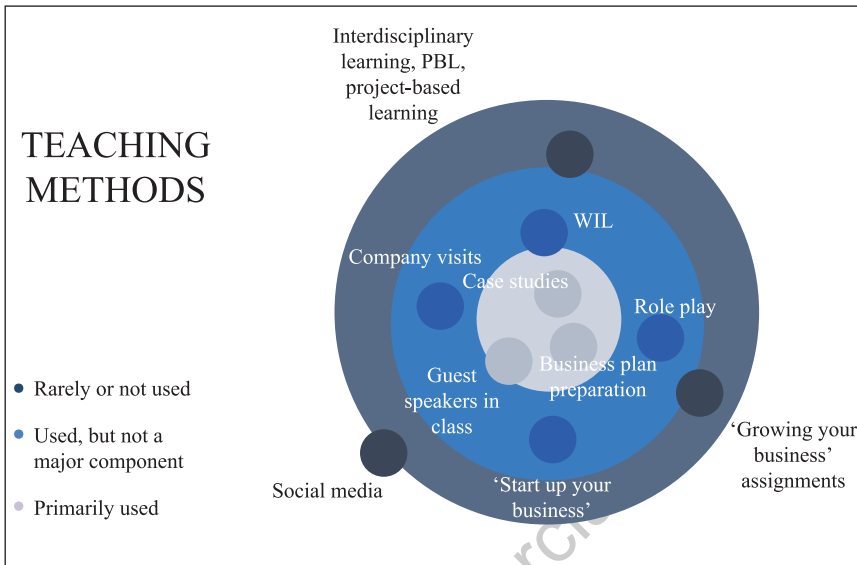 Interdisciplinary
learning, PBL,
project-based
learning
TEACHING
METHODS
WIL
Company visits
Case studies
Role play
Business plan
preparation
Guest
speakers in
class
• Rarely or not used
• Used, but not a
major component
• Primarily used
‘Growing your
business’
assignments
Social media
‘Start up your
business’